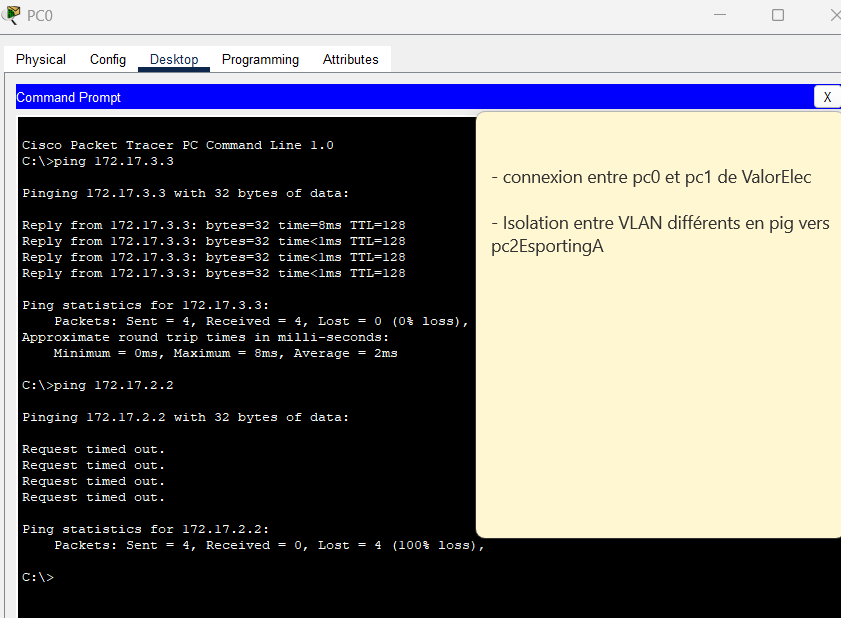 PC0
Physical Config Desktop Programming Attributes
Command Prompt
X
Cisco Packet Tracer PC Command Line 1.0
C:\>ping 172.17.3.3
Pinging 172.17.3.3 with 32 bytes of data:
Reply from 172.17.3.3: bytes=32 time=8ms TTL=128
Reply from 172.17.3.3: bytes=32 time<1ms TTL=128
Reply from 172.17.3.3: bytes=32 time<1ms TTL=128
Reply from 172.17.3.3: bytes=32 time<1ms TTL=128
Ping statistics for 172.17.3.3:
Packets: Sent = 4, Received = 4, Lost = 0 (0% loss),
Approximate round trip times in milli-seconds:
Minimum = 0ms, Maximum = 8ms, Average = 2ms
C:\>ping 172.17.2.2
Pinging 172.17.2.2 with 32 bytes of data:
Request timed out.
Request timed out.
Request timed out.
Request timed out.
Ping statistics for 172.17.2.2:
Packets: Sent = 4, Received = 0, Lost = 4 (100% loss),
C:\>
- connexion entre pc0 et pc1 de ValorElec
- Isolation entre VLAN différents en pig vers
pc2EsportingA